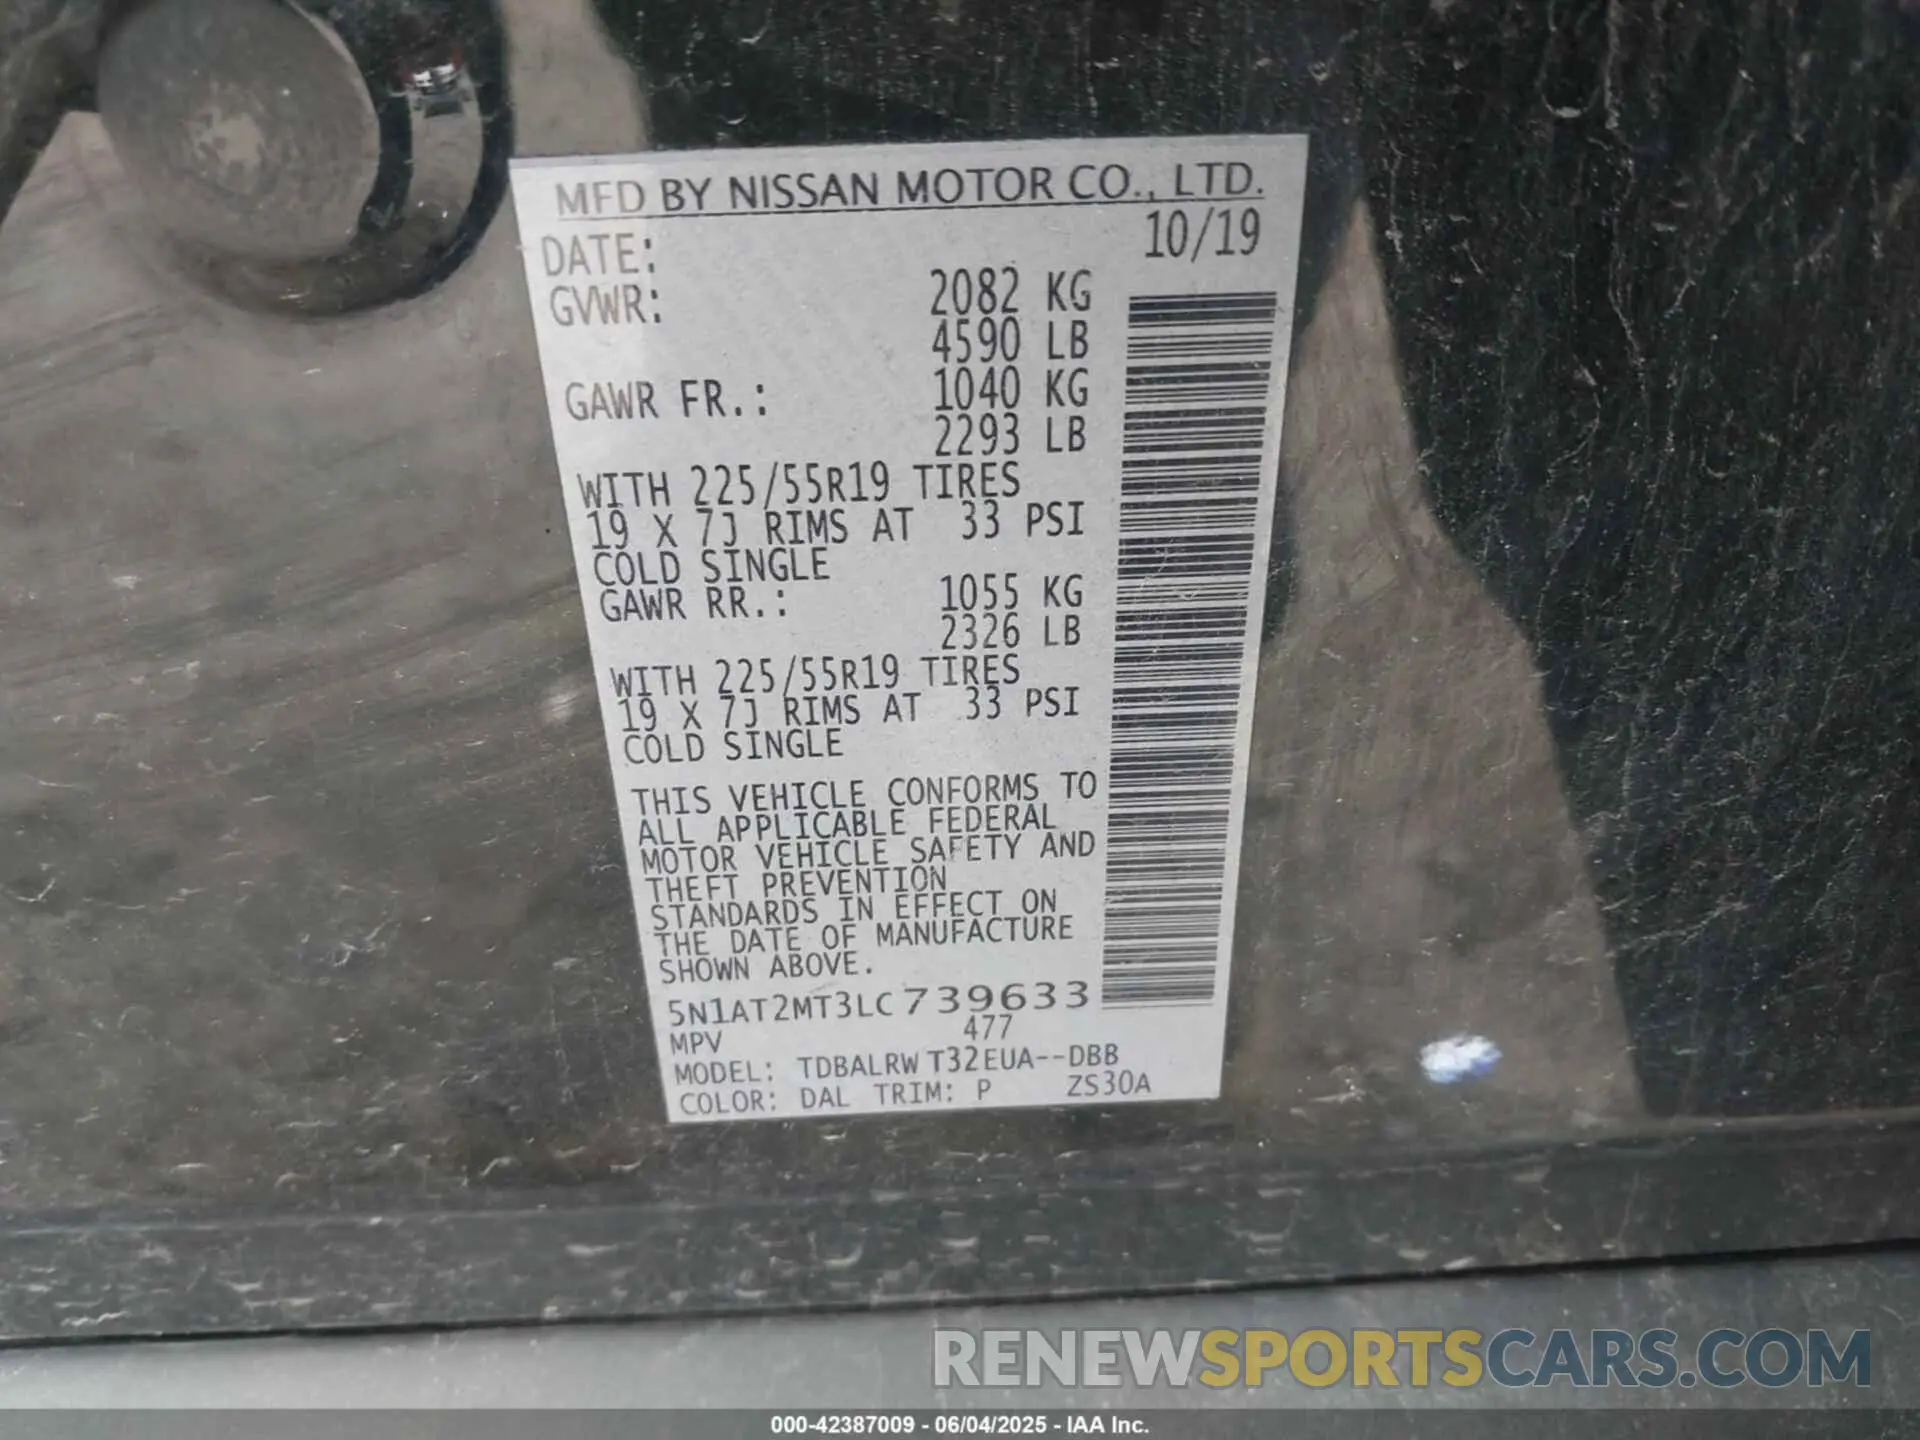 MFD BY NISSAN MOTOR CO., LTD.
DATE: 10/19
GVWR: 2082 KG
4590 LB
GAWR FR.: 1040 KG
2293 LB
WITH 225/55R19 TIRES
19 X 7J RIMS AT 33 PSI
COLD SINGLE
GAWR RR.: 1055 KG
2326 LB
WITH 225/55R19 TIRES
19 X 7J RIMS AT 33 PSI
COLD SINGLE
THIS VEHICLE CONFORMS TO
ALL APPLICABLE FEDERAL
MOTOR VEHICLE SAFETY AND
THEFT PREVENTION
STANDARDS IN EFFECT ON
THE DATE OF MANUFACTURE
SHOWN ABOVE.
5N1AT2MT3LC739633
MPV 477
MODEL: TDBALRW T32EUA--DBB
COLOR: DAL TRIM: P ZS30A
RENEWSPORTSCARS.COM
000-42387009 - 06/04/2025 - IAA Inc.